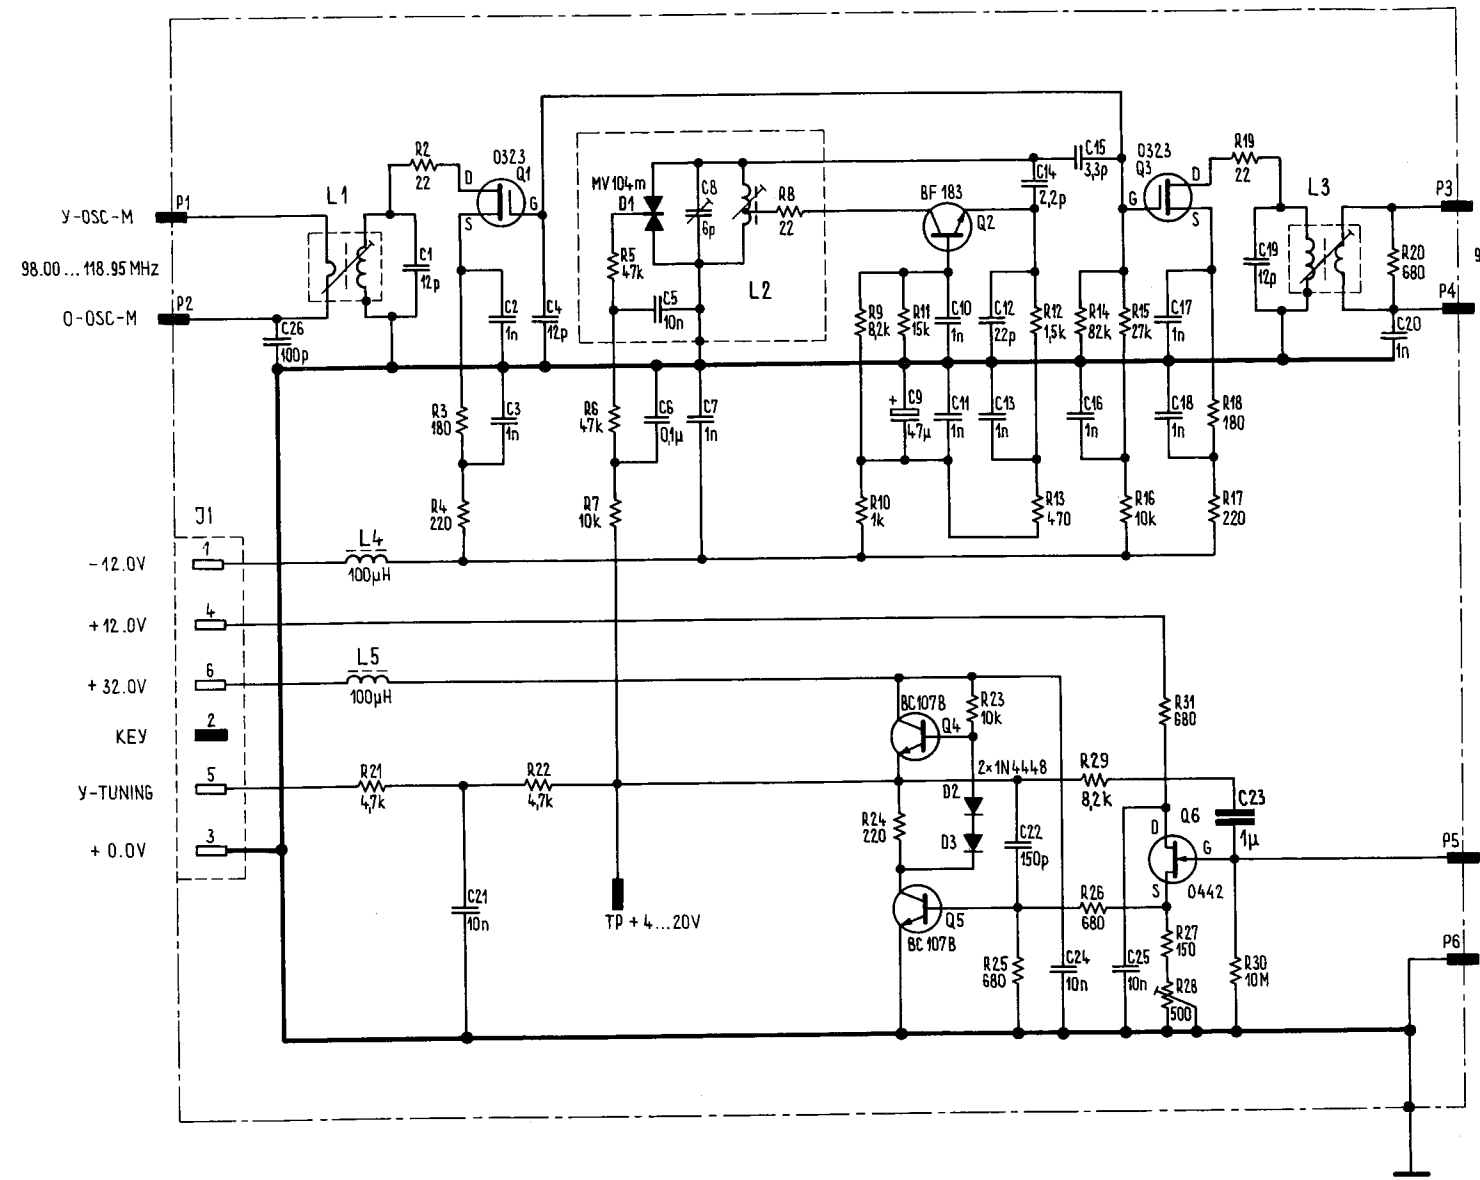 R2
22
0323
Q1
D
S
G
L1
P1
Y-OSC-M
98.00 ... 118.95 MHz
P2
O-OSC-M
C26
100p
C1
12p
C2
1n
C4
12p
R3
180
C3
1n
R4
220
MV104m
D1
C8
6p
R8
22
R5
47k
C5
10n
L2
R6
47k
C6
0,1µ
C7
1n
R7
10k
BF 183
Q2
C14
2,2p
C15
3,3p
0323
Q3
D
G
S
R19
22
L3
P3
P4
C19
12p
R20
680
C20
1n
9
R9
8,2k
R11
15k
C10
1n
C12
22p
R12
1,5k
R14
82k
R15
27k
C17
1n
+
C9
47µ
C11
1n
C13
1n
C16
1n
C18
1n
R18
180
R10
1k
R13
470
R16
10k
R17
220
J1
-12.0V
1
L4
100µH
+12.0V
4
+32.0V
6
L5
100µH
KEY
2
Y-TUNING
5
R21
4,7k
R22
4,7k
+ 0.0V
3
C21
10n
TP + 4...20V
BC107B
Q4
R23
10k
2×1N4448
D2
D3
R24
220
C22
150p
Q5
BC107B
R25
680
R26
680
C24
10n
C25
10n
R29
8,2k
R31
680
Q6
D
G
S
0442
C23
1µ
R27
150
R28
500
R30
10M
P5
P6